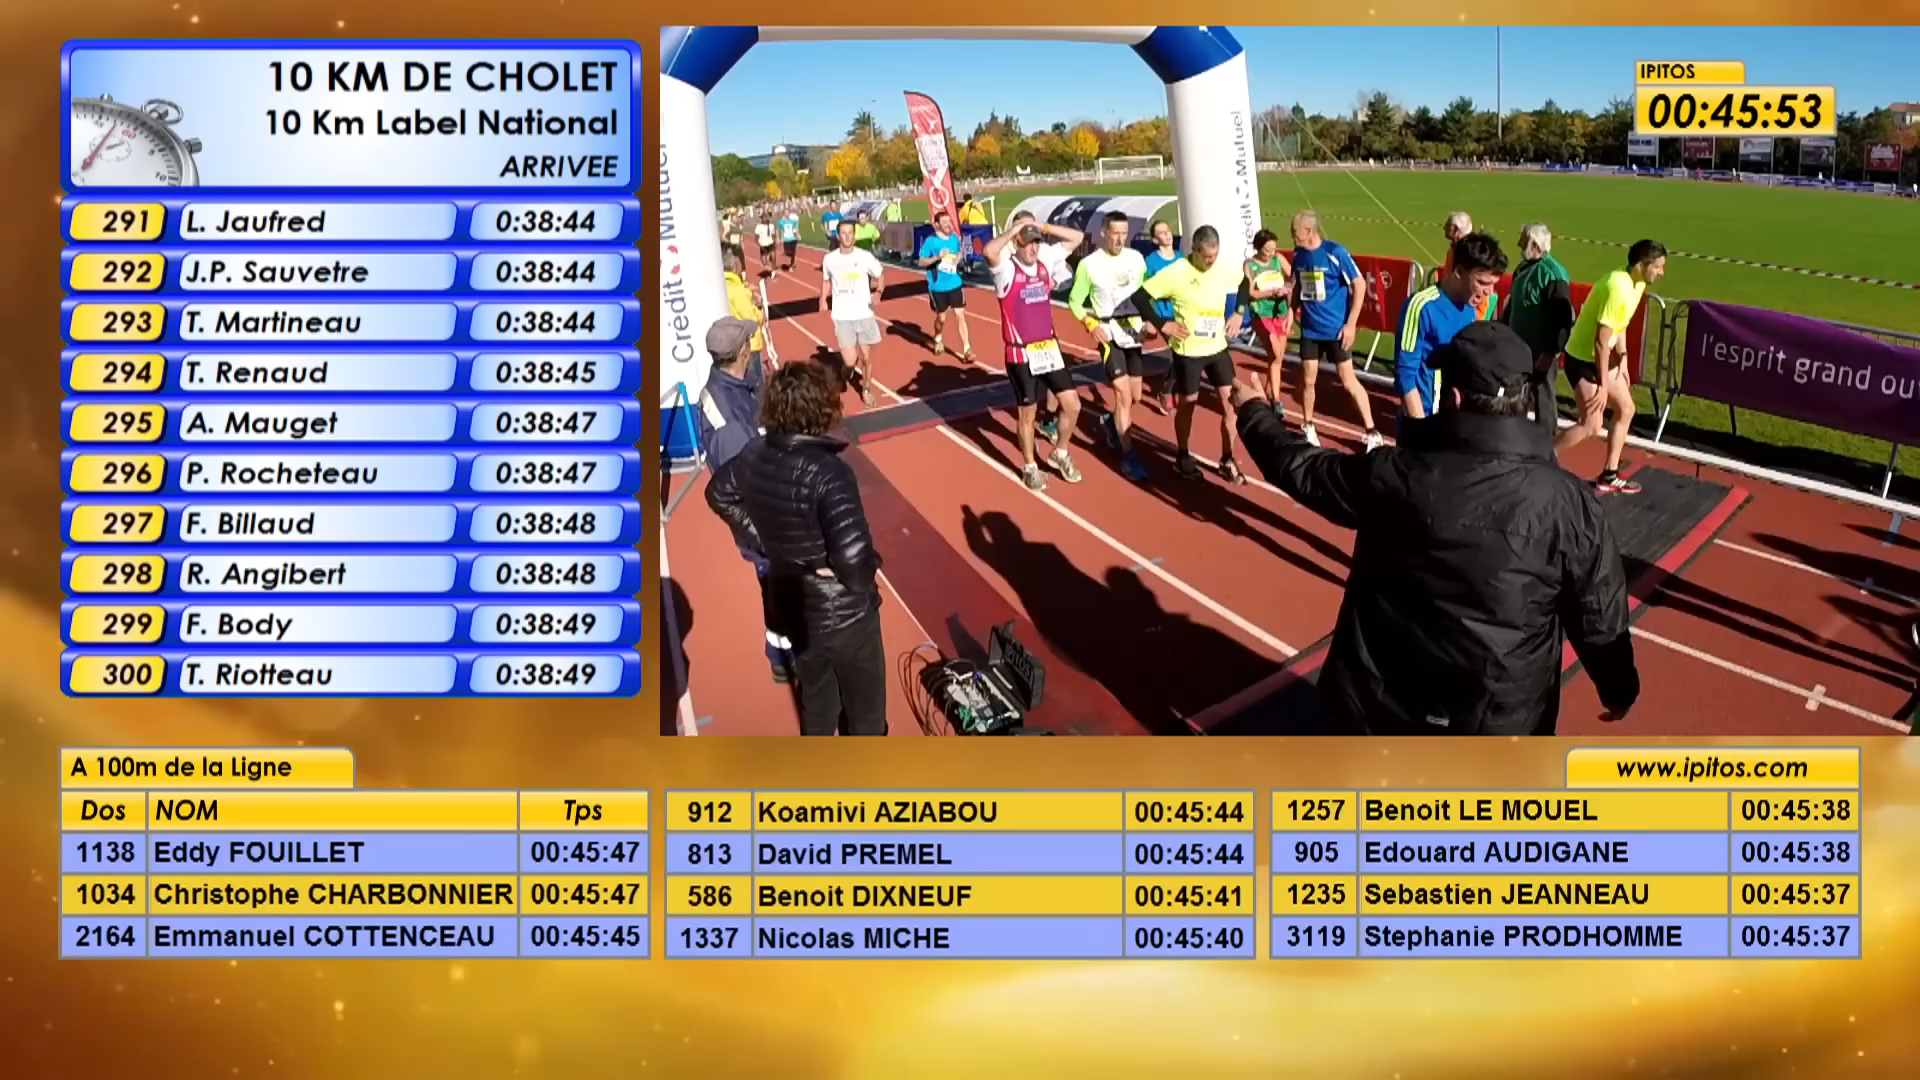 10 KM DE CHOLET
10 Km Label National
ARRIVEE
291 L. Jaufred 0:38:44
292 J.P. Sauvetre 0:38:44
293 T. Martineau 0:38:44
294 T. Renaud 0:38:45
295 A. Mauget 0:38:47
296 P. Rocheteau 0:38:47
297 F. Billaud 0:38:48
298 R. Angibert 0:38:48
299 F. Body 0:38:49
300 T. Riotteau 0:38:49
IPITOS
00:45:53
Crédit Mutuel
Crédit Mutuel
l'esprit grand
A 100m de la Ligne
Dos NOM Tps
1138 Eddy FOUILLET 00:45:47
1034 Christophe CHARBONNIER 00:45:47
2164 Emmanuel COTTENCEAU 00:45:45
912 Koamivi AZIABOU 00:45:44
813 David PREMEL 00:45:44
586 Benoit DIXNEUF 00:45:41
1337 Nicolas MICHE 00:45:40
www.ipitos.com
1257 Benoit LE MOUEL 00:45:38
905 Edouard AUDIGANE 00:45:38
1235 Sebastien JEANNEAU 00:45:37
3119 Stephanie PRODHOMME 00:45:37